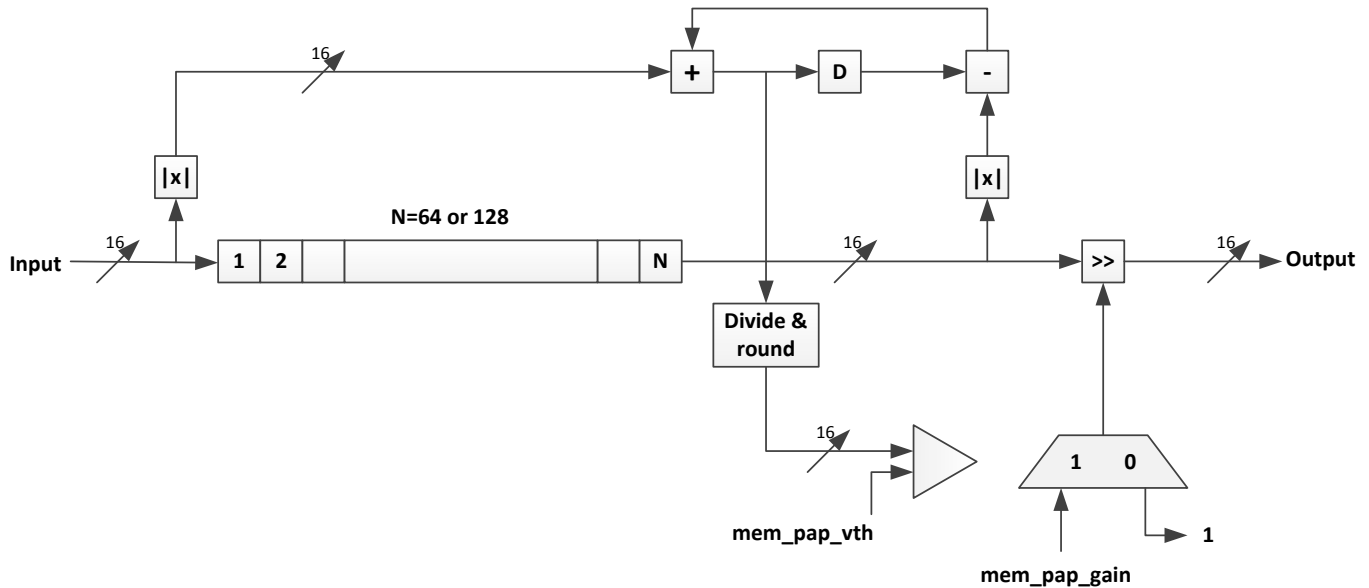 16
+
D
-
|x|
|x|
N=64 or 128
Input
16
1
2
N
16
>>
16
Output
Divide &
round
16
1
0
mem_pap_vth
1
mem_pap_gain